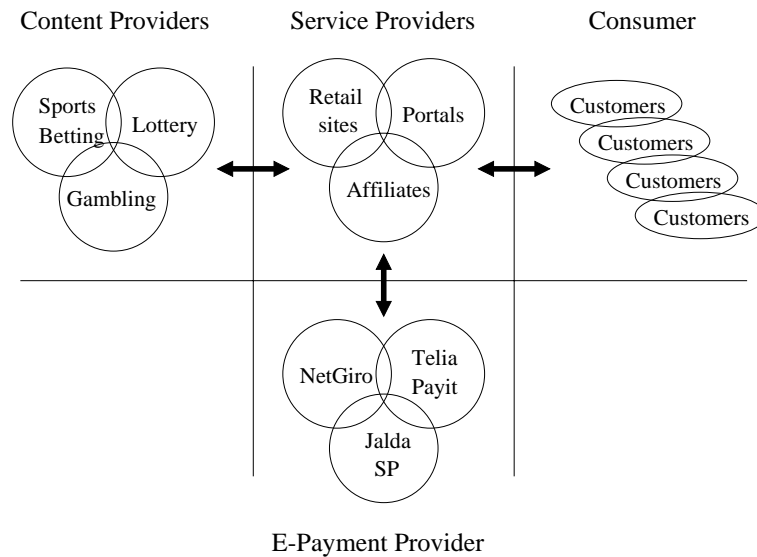 Content Providers
Service Providers
Consumer
Sports
Betting
Lottery
Gambling
Retail
sites
Portals
Affiliates
Customers
Customers
Customers
Customers
NetGiro
Telia
Payit
Jalda
SP
E-Payment Provider